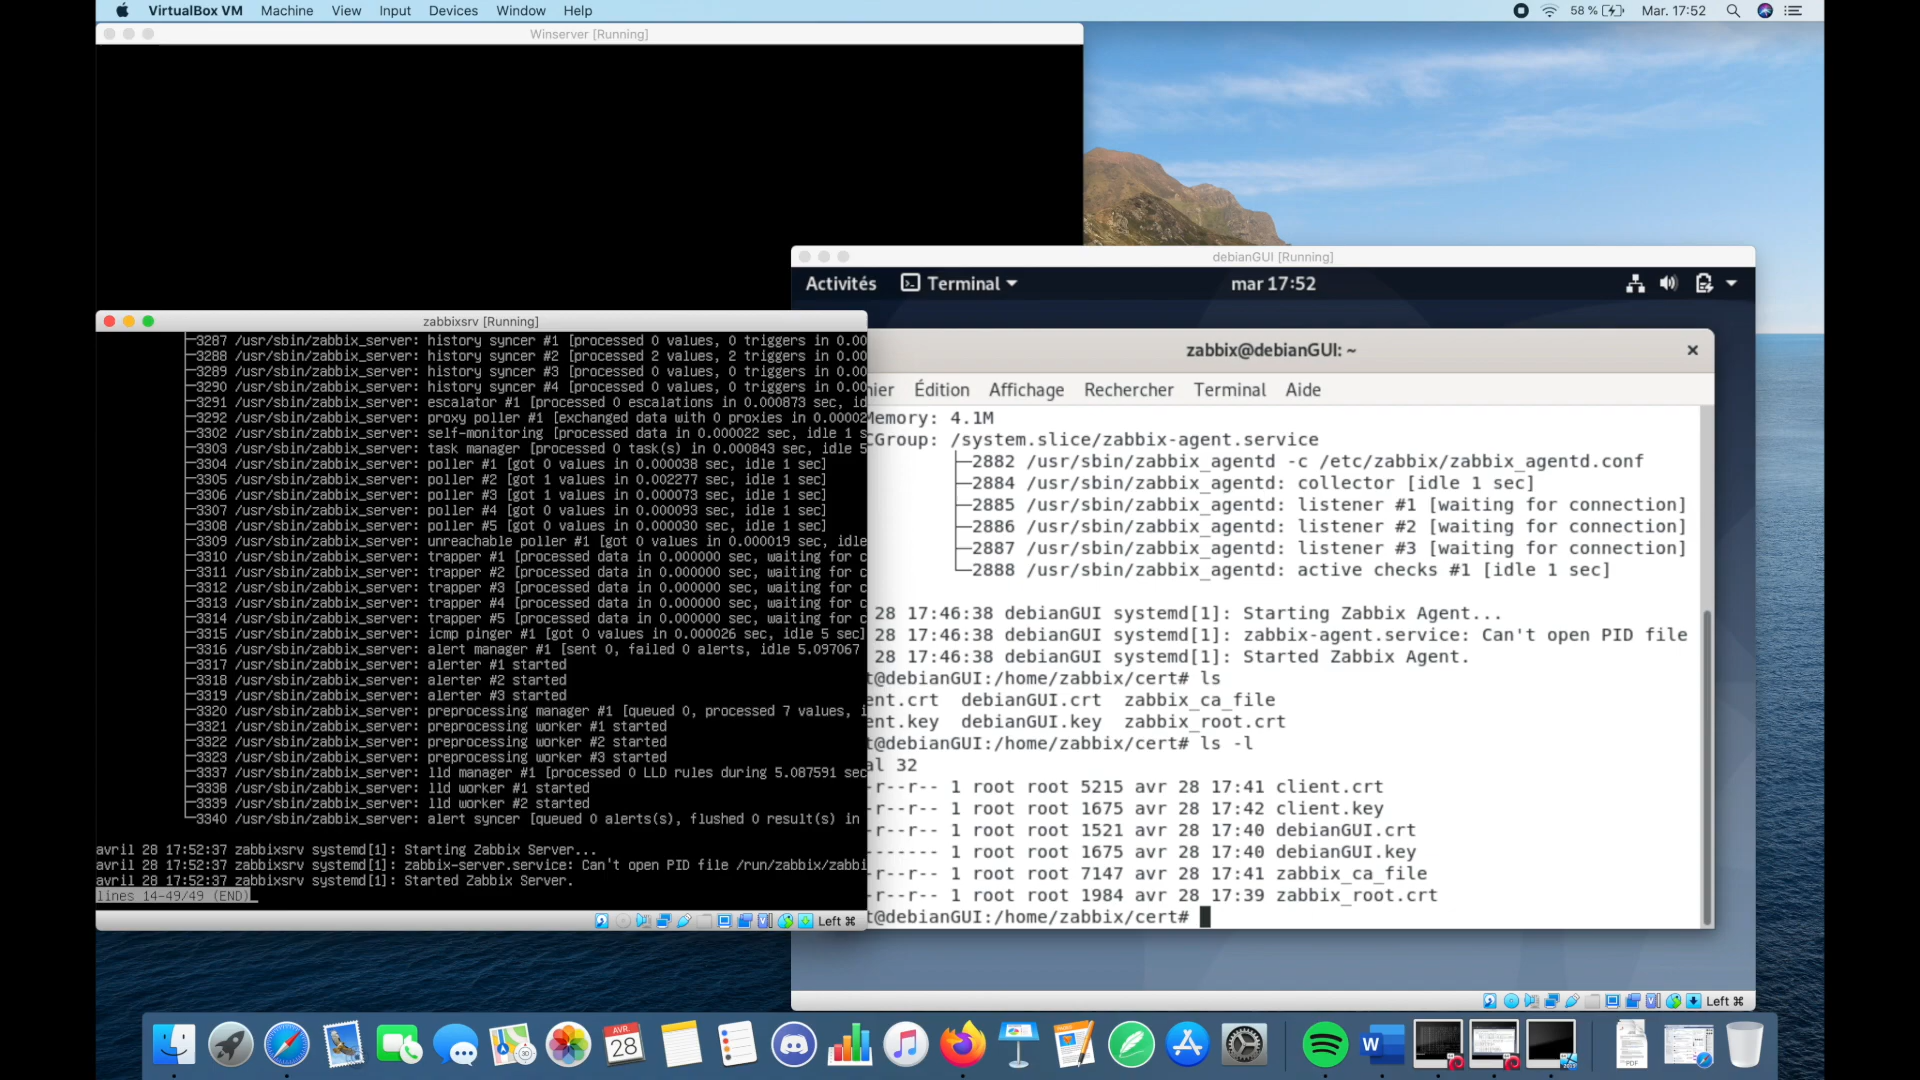 VirtualBox VM Machine View Input Devices Window Help 58 % Mar. 17:52
Winserver [Running]
debianGUI [Running]
Activités Terminal mar 17:52
zabbixsrv [Running]
3287 /usr/sbin/zabbix_server: history syncer #1 [processed 0 values, 0 triggers in 0.00
3288 /usr/sbin/zabbix_server: history syncer #2 [processed 2 values, 2 triggers in 0.00
3289 /usr/sbin/zabbix_server: history syncer #3 [processed 0 values, 0 triggers in 0.00
3290 /usr/sbin/zabbix_server: history syncer #4 [processed 0 values, 0 triggers in 0.00
3291 /usr/sbin/zabbix_server: escalator #1 [processed 0 escalations in 0.000873 sec, id
3292 /usr/sbin/zabbix_server: proxy poller #1 [exchanged data with 0 proxies in 0.00002
3302 /usr/sbin/zabbix_server: self-monitoring [processed data in 0.000022 sec, idle 1 s
3303 /usr/sbin/zabbix_server: task manager [processed 0 task(s) in 0.000843 sec, idle 5
3304 /usr/sbin/zabbix_server: poller #1 [got 0 values in 0.000038 sec, idle 1 sec]
3305 /usr/sbin/zabbix_server: poller #2 [got 1 values in 0.002277 sec, idle 1 sec]
3306 /usr/sbin/zabbix_server: poller #3 [got 1 values in 0.000073 sec, idle 1 sec]
3307 /usr/sbin/zabbix_server: poller #4 [got 0 values in 0.000093 sec, idle 1 sec]
3308 /usr/sbin/zabbix_server: poller #5 [got 0 values in 0.000030 sec, idle 1 sec]
3309 /usr/sbin/zabbix_server: unreachable poller #1 [got 0 values in 0.000019 sec, idle
3310 /usr/sbin/zabbix_server: trapper #1 [processed data in 0.000000 sec, waiting for c
3311 /usr/sbin/zabbix_server: trapper #2 [processed data in 0.000000 sec, waiting for c
3312 /usr/sbin/zabbix_server: trapper #3 [processed data in 0.000000 sec, waiting for c
3313 /usr/sbin/zabbix_server: trapper #4 [processed data in 0.000000 sec, waiting for c
3314 /usr/sbin/zabbix_server: trapper #5 [processed data in 0.000000 sec, waiting for c
3315 /usr/sbin/zabbix_server: icmp pinger #1 [got 0 values in 0.000026 sec, idle 5 sec]
3316 /usr/sbin/zabbix_server: alert manager #1 [sent 0, failed 0 alerts, idle 5.097067
3317 /usr/sbin/zabbix_server: alerter #1 started
3318 /usr/sbin/zabbix_server: alerter #2 started
3319 /usr/sbin/zabbix_server: alerter #3 started
3320 /usr/sbin/zabbix_server: preprocessing manager #1 [queued 0, processed 7 values, i
3321 /usr/sbin/zabbix_server: preprocessing worker #1 started
3322 /usr/sbin/zabbix_server: preprocessing worker #2 started
3323 /usr/sbin/zabbix_server: preprocessing worker #3 started
3337 /usr/sbin/zabbix_server: lld manager #1 [processed 0 LLD rules during 5.087591 sec
3338 /usr/sbin/zabbix_server: lld worker #1 started
3339 /usr/sbin/zabbix_server: lld worker #2 started
3340 /usr/sbin/zabbix_server: alert syncer [queued 0 alerts(s), flushed 0 result(s) in
avril 28 17:52:37 zabbixsrv systemd[1]: Starting Zabbix Server...
avril 28 17:52:37 zabbixsrv systemd[1]: zabbix-server.service: Can't open PID file /run/zabbix/zabbi
avril 28 17:52:37 zabbixsrv systemd[1]: Started Zabbix Server.
lines 14-49/49 (END)
Left ⌘
zabbix@debianGUI: ~
hier Édition Affichage Rechercher Terminal Aide
Memory: 4.1M
CGroup: /system.slice/zabbix-agent.service
├─2882 /usr/sbin/zabbix_agentd -c /etc/zabbix/zabbix_agentd.conf
├─2884 /usr/sbin/zabbix_agentd: collector [idle 1 sec]
├─2885 /usr/sbin/zabbix_agentd: listener #1 [waiting for connection]
├─2886 /usr/sbin/zabbix_agentd: listener #2 [waiting for connection]
├─2887 /usr/sbin/zabbix_agentd: listener #3 [waiting for connection]
└─2888 /usr/sbin/zabbix_agentd: active checks #1 [idle 1 sec]
28 17:46:38 debianGUI systemd[1]: Starting Zabbix Agent...
28 17:46:38 debianGUI systemd[1]: zabbix-agent.service: Can't open PID file
28 17:46:38 debianGUI systemd[1]: Started Zabbix Agent.
t@debianGUI:/home/zabbix/cert# ls
ent.crt debianGUI.crt zabbix_ca_file
ent.key debianGUI.key zabbix_root.crt
t@debianGUI:/home/zabbix/cert# ls -l
al 32
-r--r-- 1 root root 5215 avr 28 17:41 client.crt
-r--r-- 1 root root 1675 avr 28 17:42 client.key
-r--r-- 1 root root 1521 avr 28 17:40 debianGUI.crt
------- 1 root root 1675 avr 28 17:40 debianGUI.key
-r--r-- 1 root root 7147 avr 28 17:41 zabbix_ca_file
-r--r-- 1 root root 1984 avr 28 17:39 zabbix_root.crt
t@debianGUI:/home/zabbix/cert#
Left ⌘
AVR.
28
W
PDF